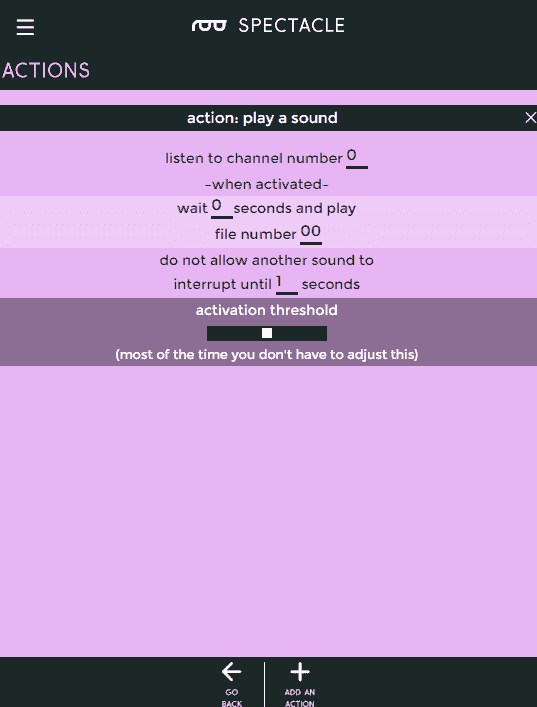 SPECTACLE
ACTIONS
action: play a sound
listen to channel number 0
-when activated-
wait 0 seconds and play
file number 00
do not allow another sound to
interrupt until 1 seconds
activation threshold
(most of the time you don't have to adjust this)
GO
BACK
ADD AN
ACTION